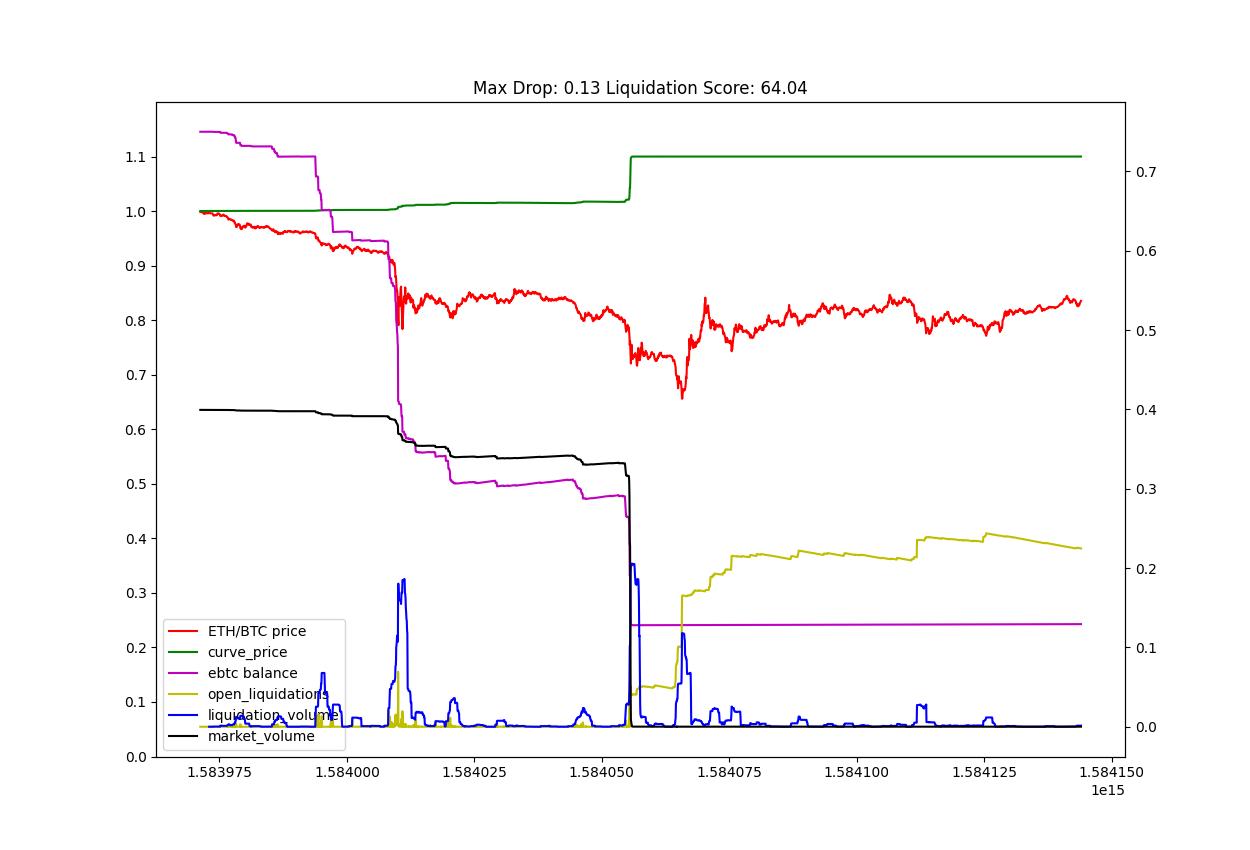 Max Drop: 0.13 Liquidation Score: 64.04
1.1
1.0
0.9
0.8
0.7
0.6
0.5
0.4
0.3
0.2
0.1
0.0
0.7
0.6
0.5
0.4
0.3
0.2
0.1
0.0
ETH/BTC price
curve_price
ebtc balance
open_liquidations
liquidation_volume
market_volume
1.583975 1.584000 1.584025 1.584050 1.584075 1.584100 1.584125 1.584150
1e15